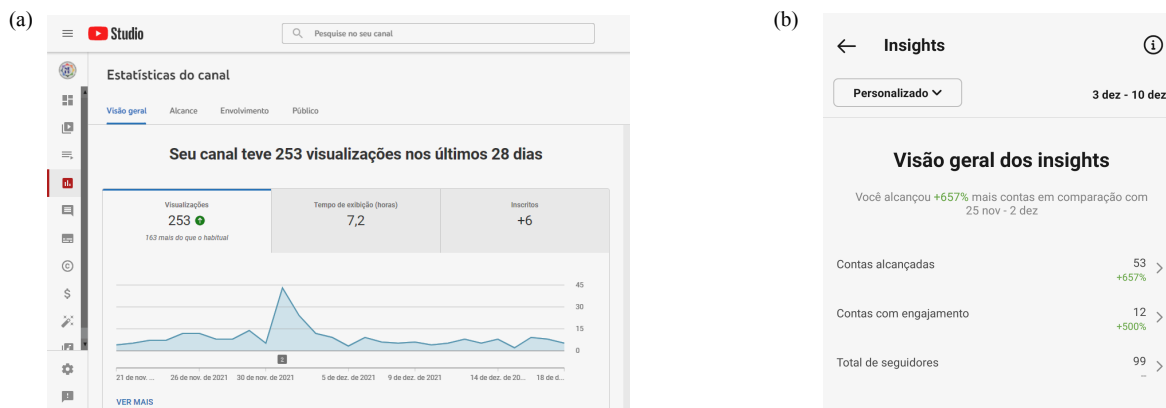 (a)
Studio
Pesquise no seu canal
Estatísticas do canal
Visão geral Alcance Envolvimento Público
Seu canal teve 253 visualizações nos últimos 28 dias
Visualizações Tempo de exibição (horas) Inscritos
253 7,2 +6
163 mais do que o habitual
45
30
15
0
2
21 de nov. ... 26 de nov. de 2021 30 de nov. de 2021 5 de dez. de 2021 9 de dez. de 2021 14 de dez. de 20... 18 de d...
VER MAIS
(b)
Insights
Personalizado 3 dez - 10 dez
Visão geral dos insights
Você alcançou +657% mais contas em comparação com
25 nov - 2 dez
Contas alcançadas 53
+657%
Contas com engajamento 12
+500%
Total de seguidores 99
--